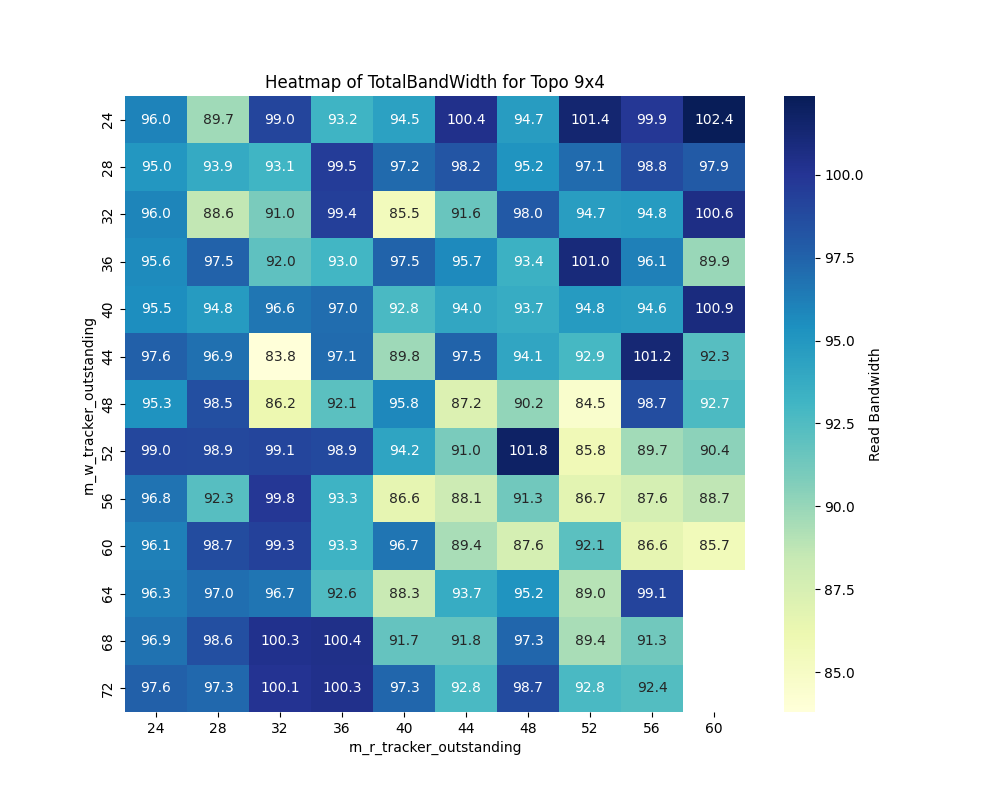 Heatmap of TotalBandWidth for Topo 9x4
24 96.0 89.7 99.0 93.2 94.5 100.4 94.7 101.4 99.9 102.4
28 95.0 93.9 93.1 99.5 97.2 98.2 95.2 97.1 98.8 97.9
32 96.0 88.6 91.0 99.4 85.5 91.6 98.0 94.7 94.8 100.6
36 95.6 97.5 92.0 93.0 97.5 95.7 93.4 101.0 96.1 89.9
40 95.5 94.8 96.6 97.0 92.8 94.0 93.7 94.8 94.6 100.9
44 97.6 96.9 83.8 97.1 89.8 97.5 94.1 92.9 101.2 92.3
48 95.3 98.5 86.2 92.1 95.8 87.2 90.2 84.5 98.7 92.7
52 99.0 98.9 99.1 98.9 94.2 91.0 101.8 85.8 89.7 90.4
56 96.8 92.3 99.8 93.3 86.6 88.1 91.3 86.7 87.6 88.7
60 96.1 98.7 99.3 93.3 96.7 89.4 87.6 92.1 86.6 85.7
64 96.3 97.0 96.7 92.6 88.3 93.7 95.2 89.0 99.1
68 96.9 98.6 100.3 100.4 91.7 91.8 97.3 89.4 91.3
72 97.6 97.3 100.1 100.3 97.3 92.8 98.7 92.8 92.4
24 28 32 36 40 44 48 52 56 60
rn_r_tracker_outstanding
rn_w_tracker_outstanding
100.0
97.5
95.0
92.5
90.0
87.5
85.0
Read Bandwidth